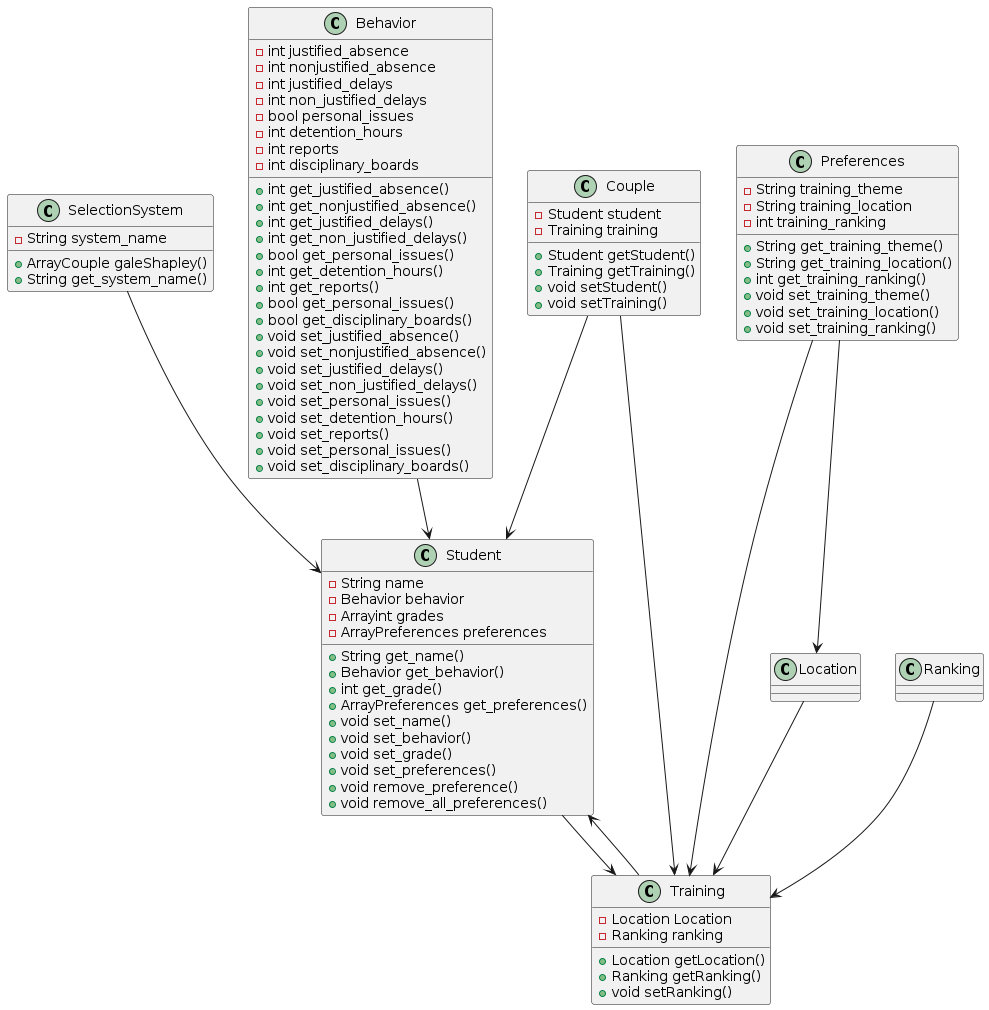 Behavior
int justified_absence
int nonjustified_absence
int justified_delays
int non_justified_delays
bool personal_issues
int detention_hours
int reports
int disciplinary_boards
int get_justified_absence()
int get_nonjustified_absence()
int get_justified_delays()
int get_non_justified_delays()
bool get_personal_issues()
int get_detention_hours()
int get_reports()
bool get_personal_issues()
bool get_disciplinary_boards()
void set_justified_absence()
void set_nonjustified_absence()
void set_justified_delays()
void set_non_justified_delays()
void set_personal_issues()
void set_detention_hours()
void set_reports()
void set_personal_issues()
void set_disciplinary_boards()
SelectionSystem
String system_name
ArrayCouple galeShapley()
String get_system_name()
Couple
Student student
Training training
Student getStudent()
Training getTraining()
void setStudent()
void setTraining()
Preferences
String training_theme
String training_location
int training_ranking
String get_training_theme()
String get_training_location()
int get_training_ranking()
void set_training_theme()
void set_training_location()
void set_training_ranking()
Student
String name
Behavior behavior
Arrayint grades
ArrayPreferences preferences
String get_name()
Behavior get_behavior()
int get_grade()
ArrayPreferences get_preferences()
void set_name()
void set_behavior()
void set_grade()
void set_preferences()
void remove_preference()
void remove_all_preferences()
Location
Ranking
Training
Location Location
Ranking ranking
Location getLocation()
Ranking getRanking()
void setRanking()